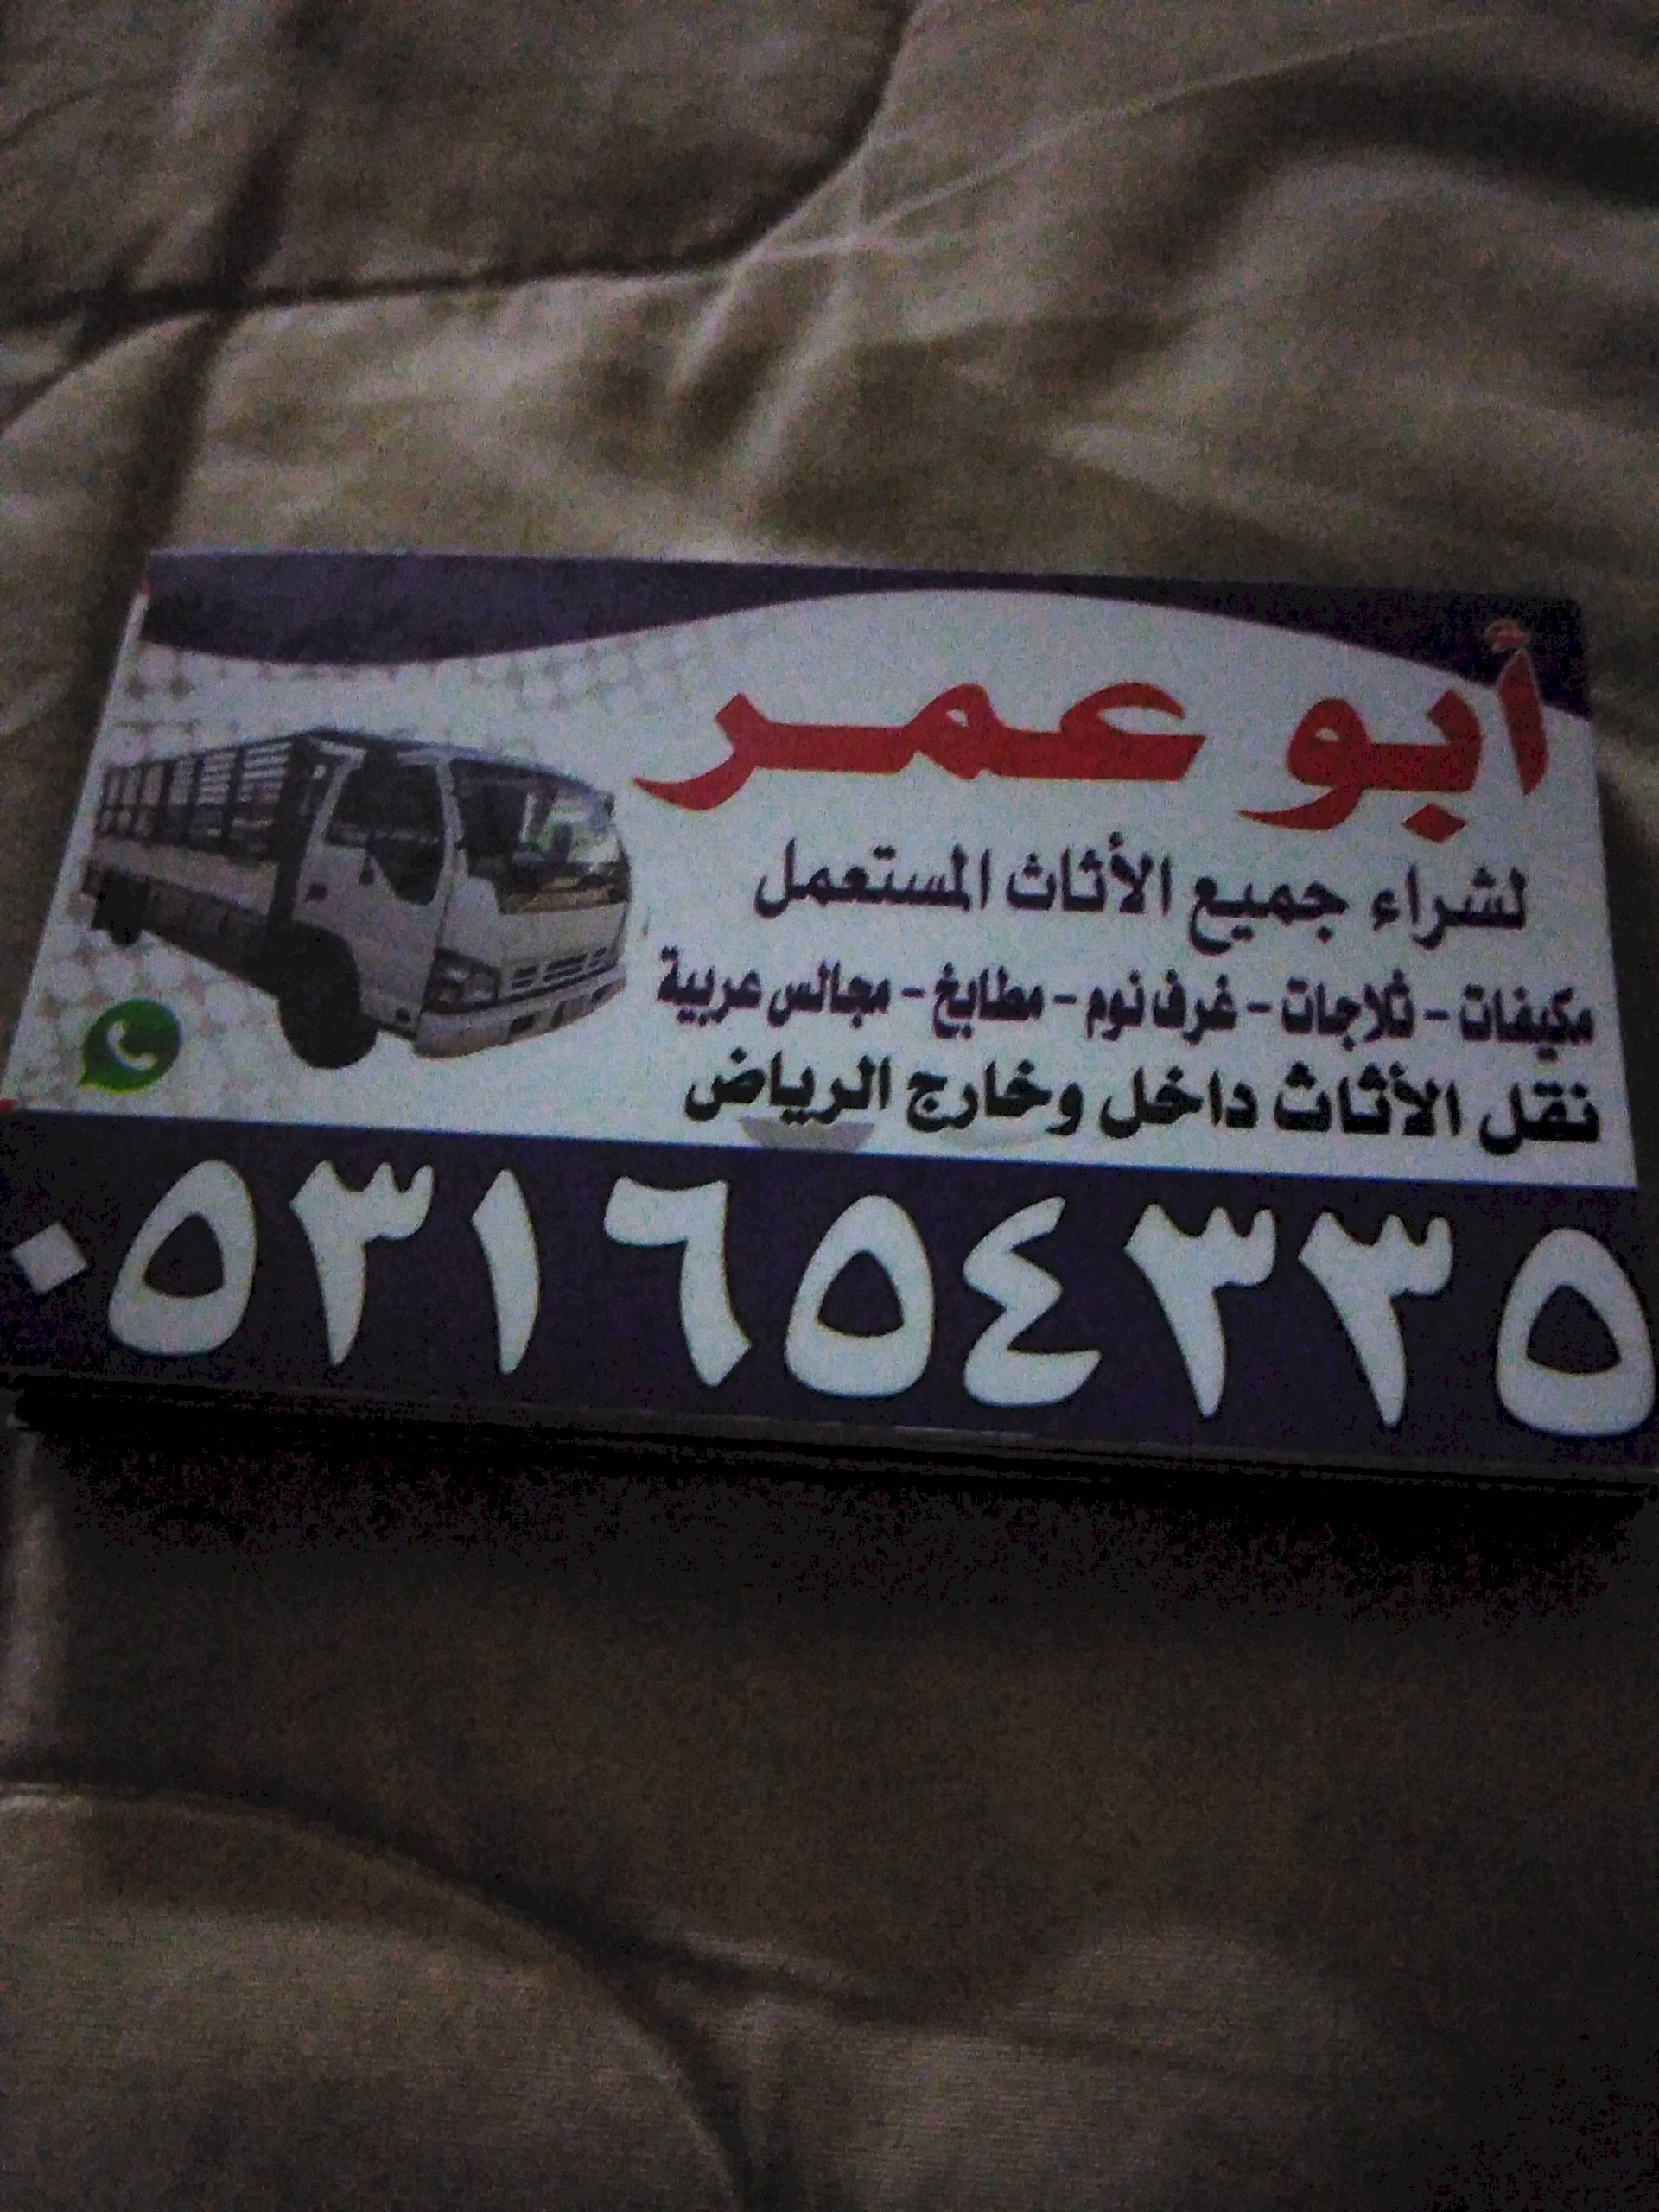 أبو عمر
لشراء جميع الأثاث المستعمل
مكيفات - ثلاجات - غرف نوم - مطابخ - مجالس عربية
نقل الأثاث داخل وخارج الرياض
٠٥٣١٦٥٤٣٣٥